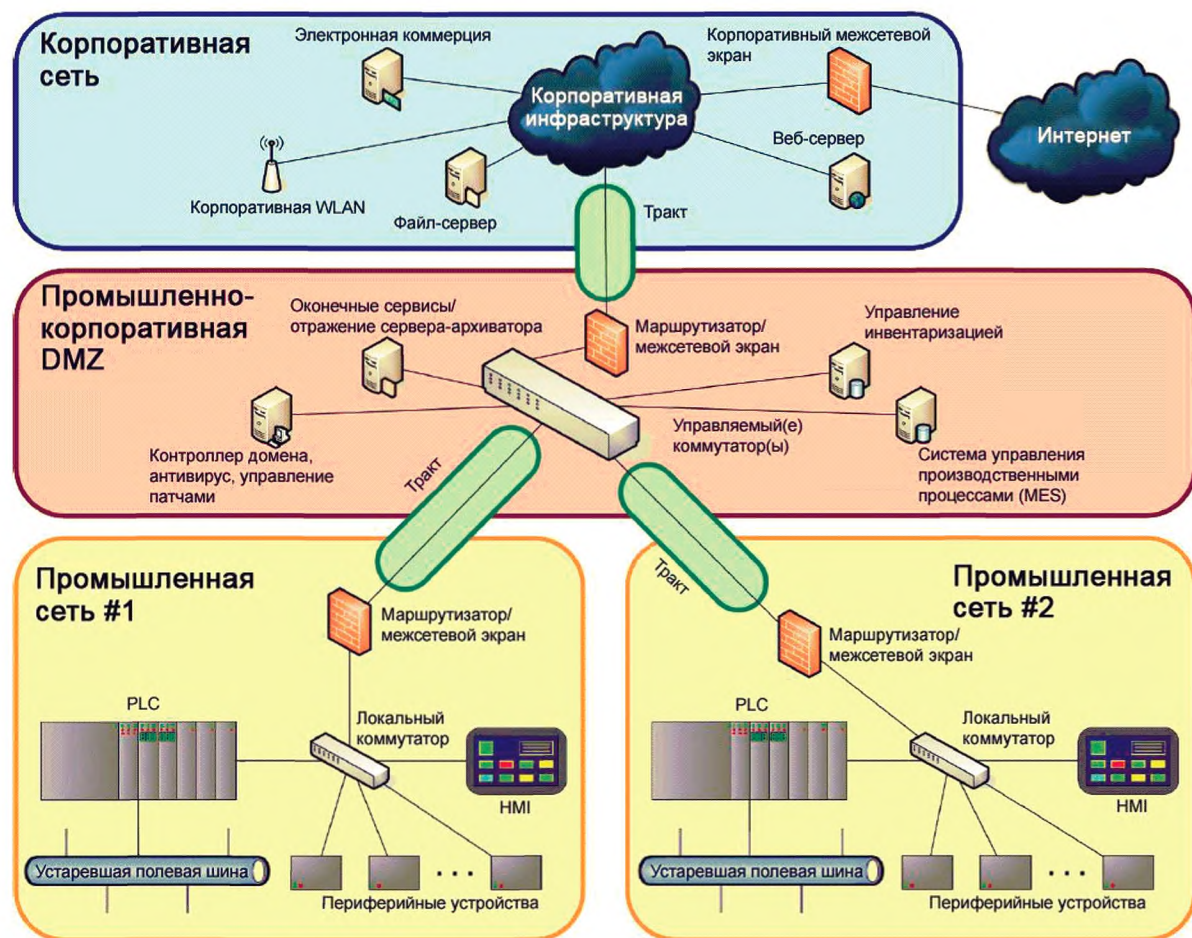 Корпоративная
сеть
Электронная коммерция
Корпоративный межсетевой
экран
Корпоративная
инфраструктура
Интернет
Веб-сервер
Корпоративная WLAN
Файл-сервер
Тракт
Промышленно-
корпоративная
DMZ
Оконечные сервисы/
отражение сервера-архиватора
Маршрутизатор/
межсетевой экран
Управление
инвентаризацией
Управляемый(е)
коммутатор(ы)
Контроллер домена,
антивирус, управление
патчами
Система управления
производственными
процессами (MES)
Тракт
Тракт
Промышленная
сеть #1
Маршрутизатор/
межсетевой экран
PLC
Локальный
коммутатор
HMI
Устаревшая полевая шина
Периферийные устройства
Промышленная
сеть #2
Маршрутизатор/
межсетевой экран
PLC
Локальный
коммутатор
HMI
Устаревшая полевая шина
Периферийные устройства